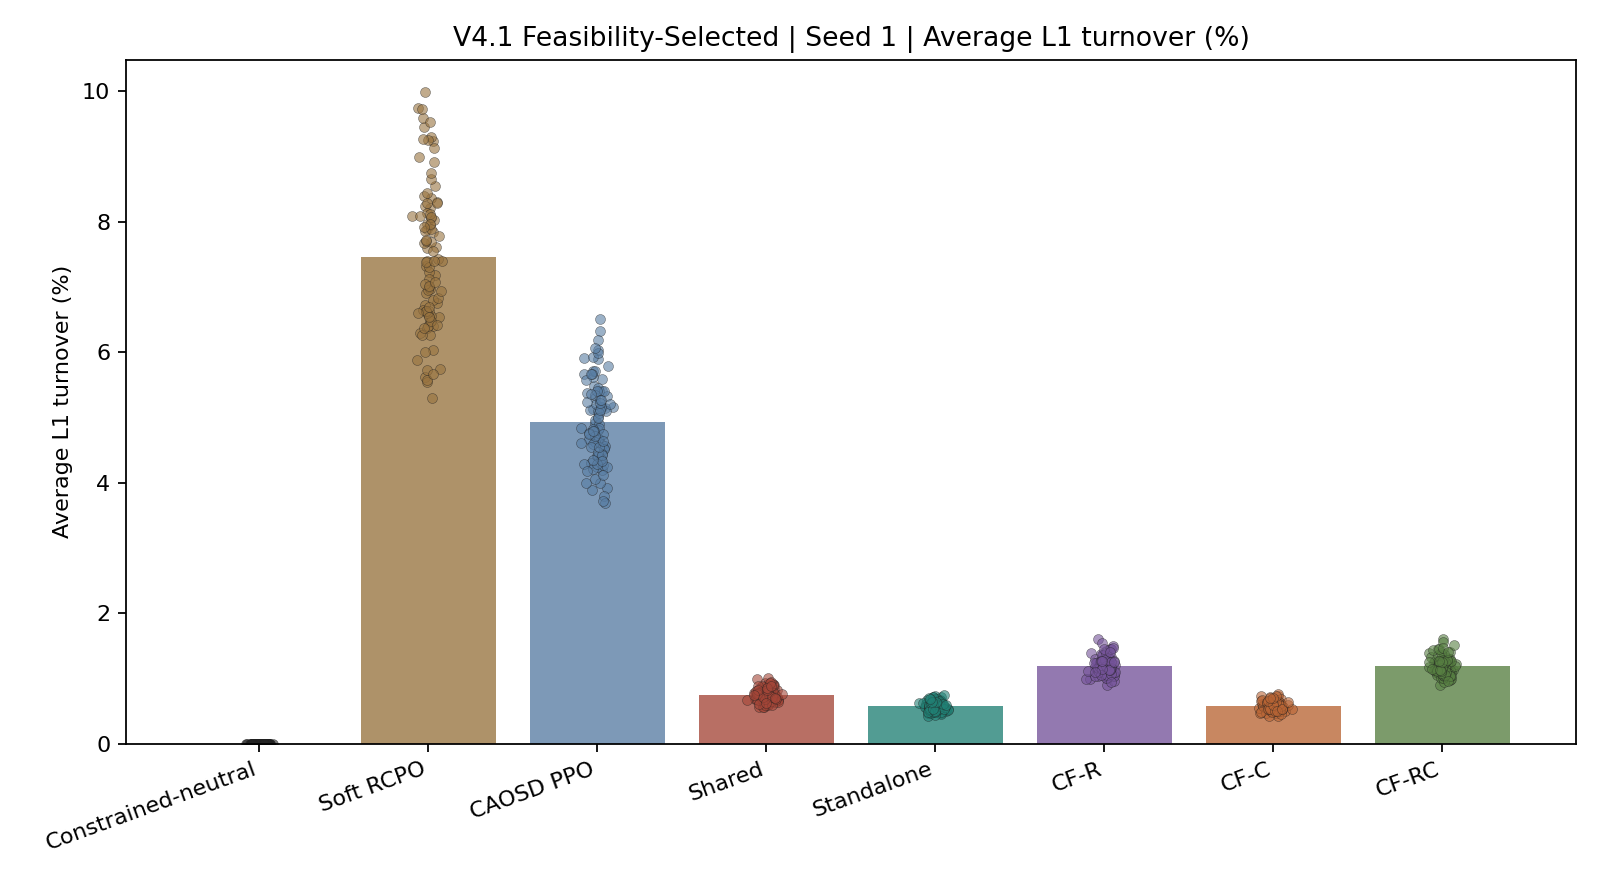 V4.1 Feasibility-Selected | Seed 1 | Average L1 turnover (%)
Average L1 turnover (%)
10
8
6
4
2
0
Constrained-neutral
Soft RCPO
CAOSD PPO
Shared
Standalone
CF-R
CF-C
CF-RC